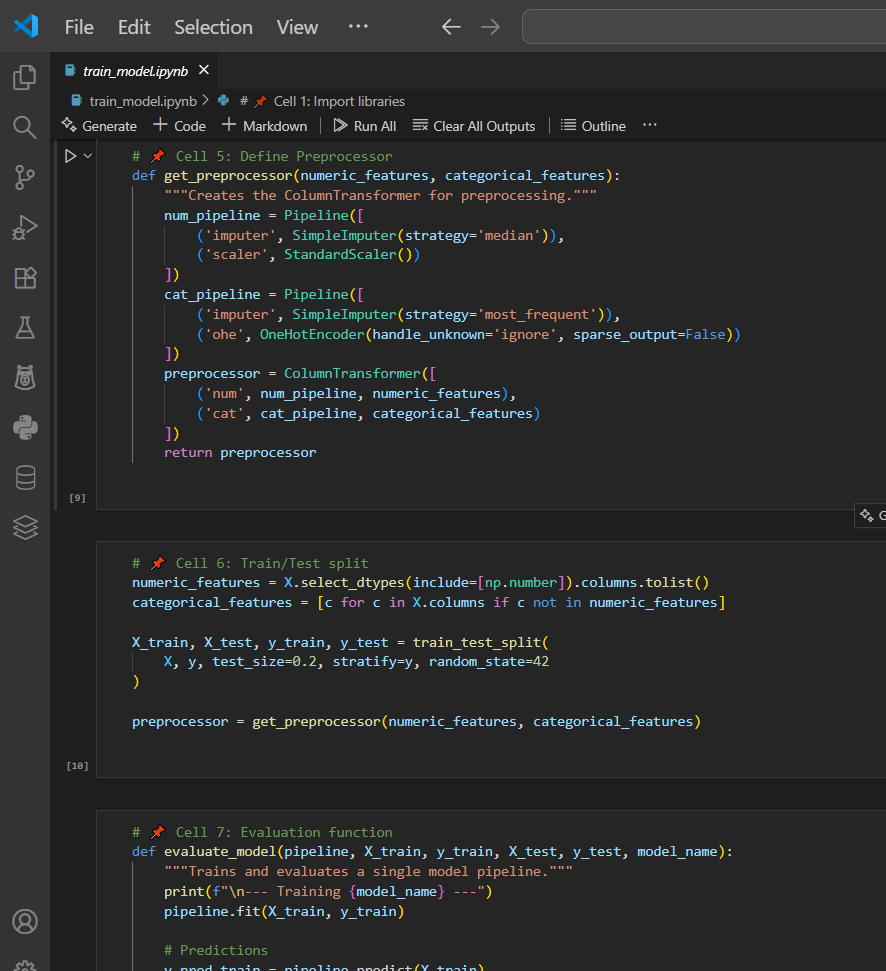 File Edit Selection View ···
train_model.ipynb
train_model.ipynb > # 📌 Cell 1: Import libraries
Generate + Code + Markdown Run All Clear All Outputs Outline ···
# 📌 Cell 5: Define Preprocessor
def get_preprocessor(numeric_features, categorical_features):
    """Creates the ColumnTransformer for preprocessing."""
    num_pipeline = Pipeline([
        ('imputer', SimpleImputer(strategy='median')),
        ('scaler', StandardScaler())
    ])
    cat_pipeline = Pipeline([
        ('imputer', SimpleImputer(strategy='most_frequent')),
        ('ohe', OneHotEncoder(handle_unknown='ignore', sparse_output=False))
    ])
    preprocessor = ColumnTransformer([
        ('num', num_pipeline, numeric_features),
        ('cat', cat_pipeline, categorical_features)
    ])
    return preprocessor
[9]
# 📌 Cell 6: Train/Test split
numeric_features = X.select_dtypes(include=[np.number]).columns.tolist()
categorical_features = [c for c in X.columns if c not in numeric_features]
X_train, X_test, y_train, y_test = train_test_split(
    X, y, test_size=0.2, stratify=y, random_state=42
)
preprocessor = get_preprocessor(numeric_features, categorical_features)
[10]
# 📌 Cell 7: Evaluation function
def evaluate_model(pipeline, X_train, y_train, X_test, y_test, model_name):
    """Trains and evaluates a single model pipeline."""
    print(f"\n--- Training {model_name} ---")
    pipeline.fit(X_train, y_train)
    # Predictions
    y_pred_train = pipeline.predict(X_train)